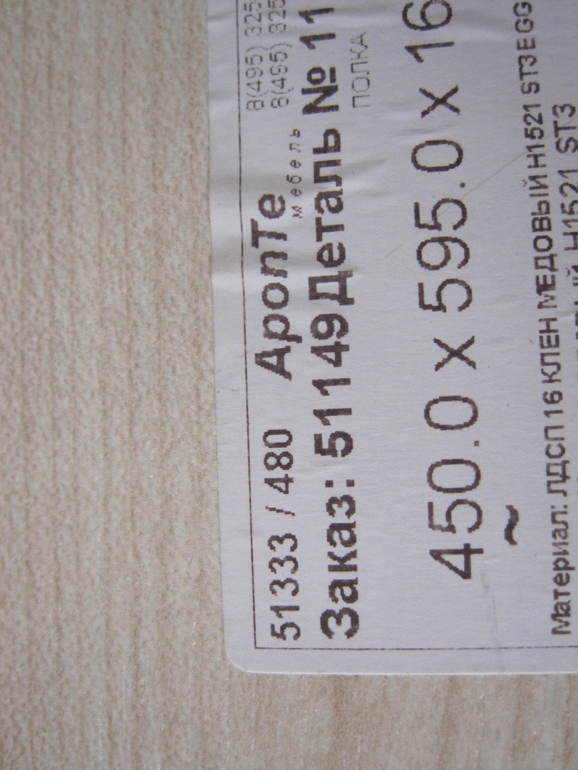 51333 / 480 АропТе 8(495) 325
мебель 8(495) 325
Заказ: 51149 Деталь № 11
ПОЛКА
450.0 x 595.0 x 16
~
Материал: ЛДСП 16 КЛЕН МЕДОВЫЙ H1521 ST3 EGG
H1521 ST3